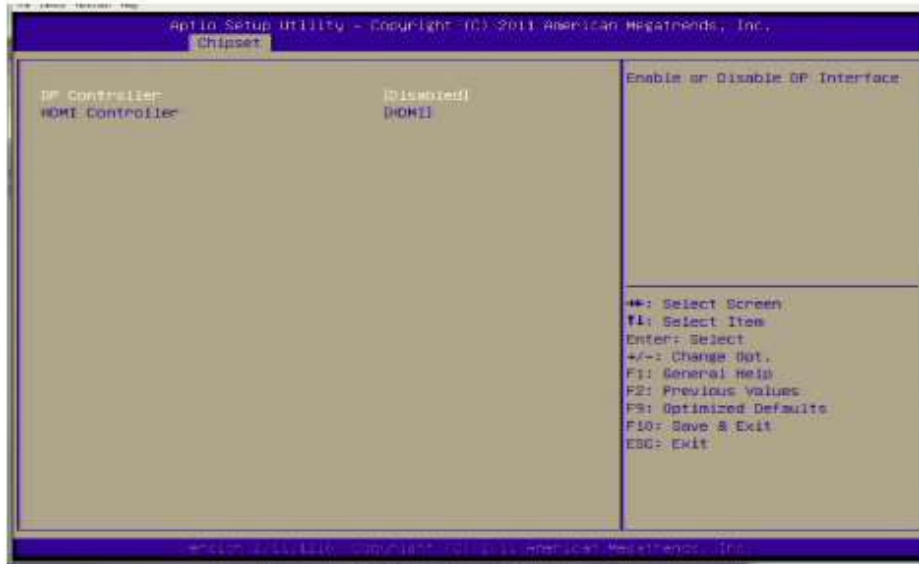 Aptio Setup Utility - Copyright (C) 2011 American Megatrends, Inc.
Chipset
DP Controller [Disabled]
HDMI Controller [HDMI]
Enable or Disable DP Interface
: Select Screen
↑↓: Select Item
Enter: Select
+/-: Change Opt.
F1: General Help
F2: Previous Values
F9: Optimized Defaults
F10: Save & Exit
ESC: Exit
Version Copyright (C) 2011 American Megatrends, Inc.